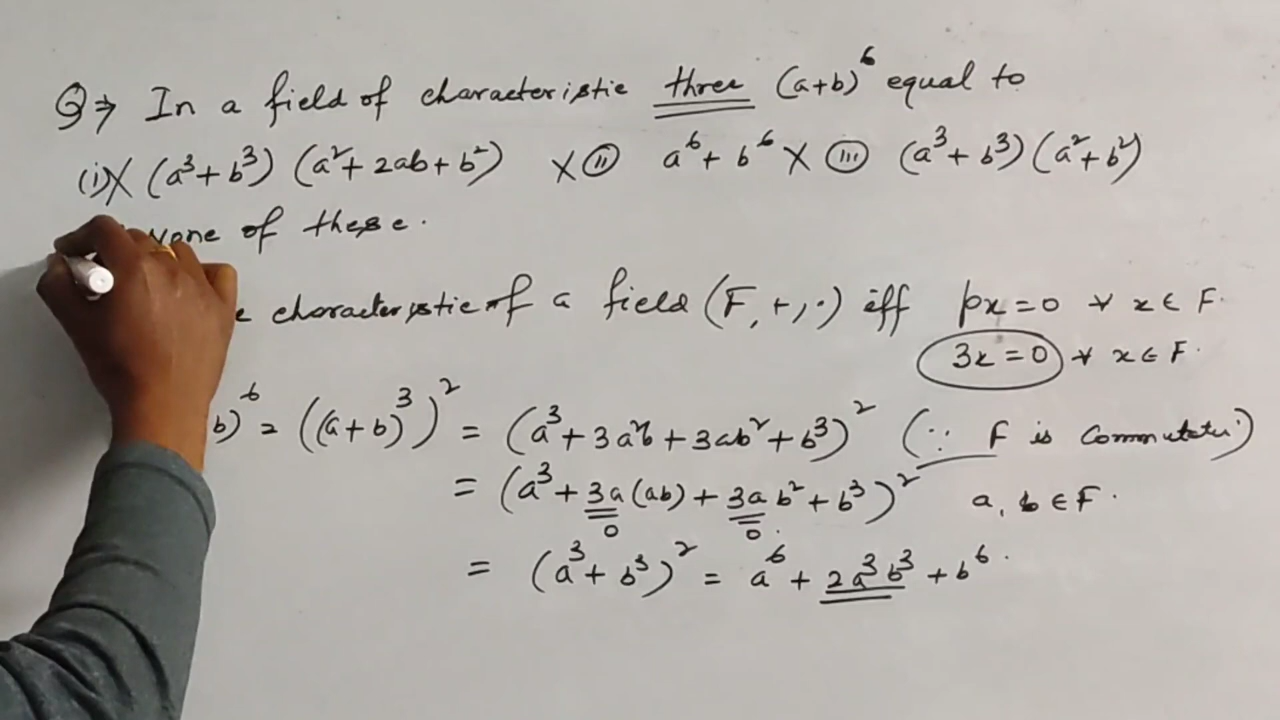 Q⇒ In a field of characteristic three (a+b)⁶ equal to
(i)X (a³+b³)(a²+2ab+b²) X (ii) a⁶+b⁶ X (iii) (a³+b³)(a²+b²)
None of these.
characteristic of a field (F,+,·) iff px=0 ∀ x∈F.
3x=0 ∀ x∈F.
b)⁶ = ((a+b)³)² = (a³+3a²b+3ab²+b³)² (∵ F is
= (a³+3a(ab)+3ab²+b³)² a, b∈F.
0 0.
= (a³+b³)² = a⁶+2a³b³+b⁶.